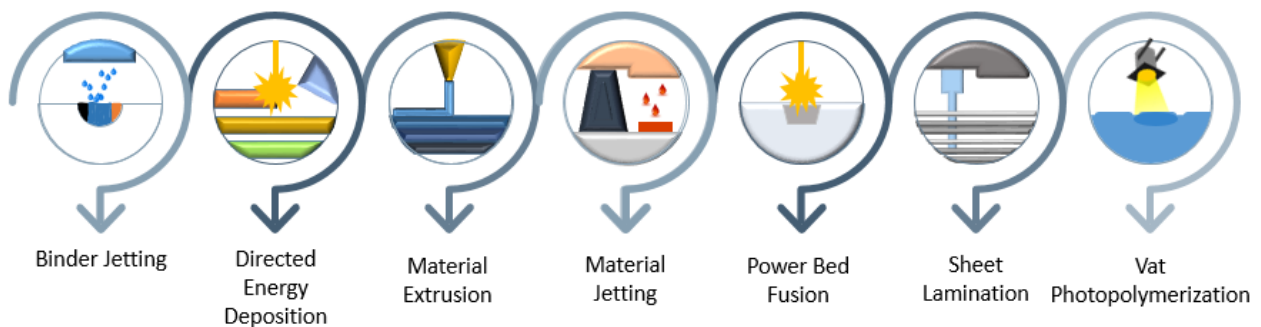 Binder Jetting
Directed
Energy
Deposition
Material
Extrusion
Material
Jetting
Power Bed
Fusion
Sheet
Lamination
Vat
Photopolymerization